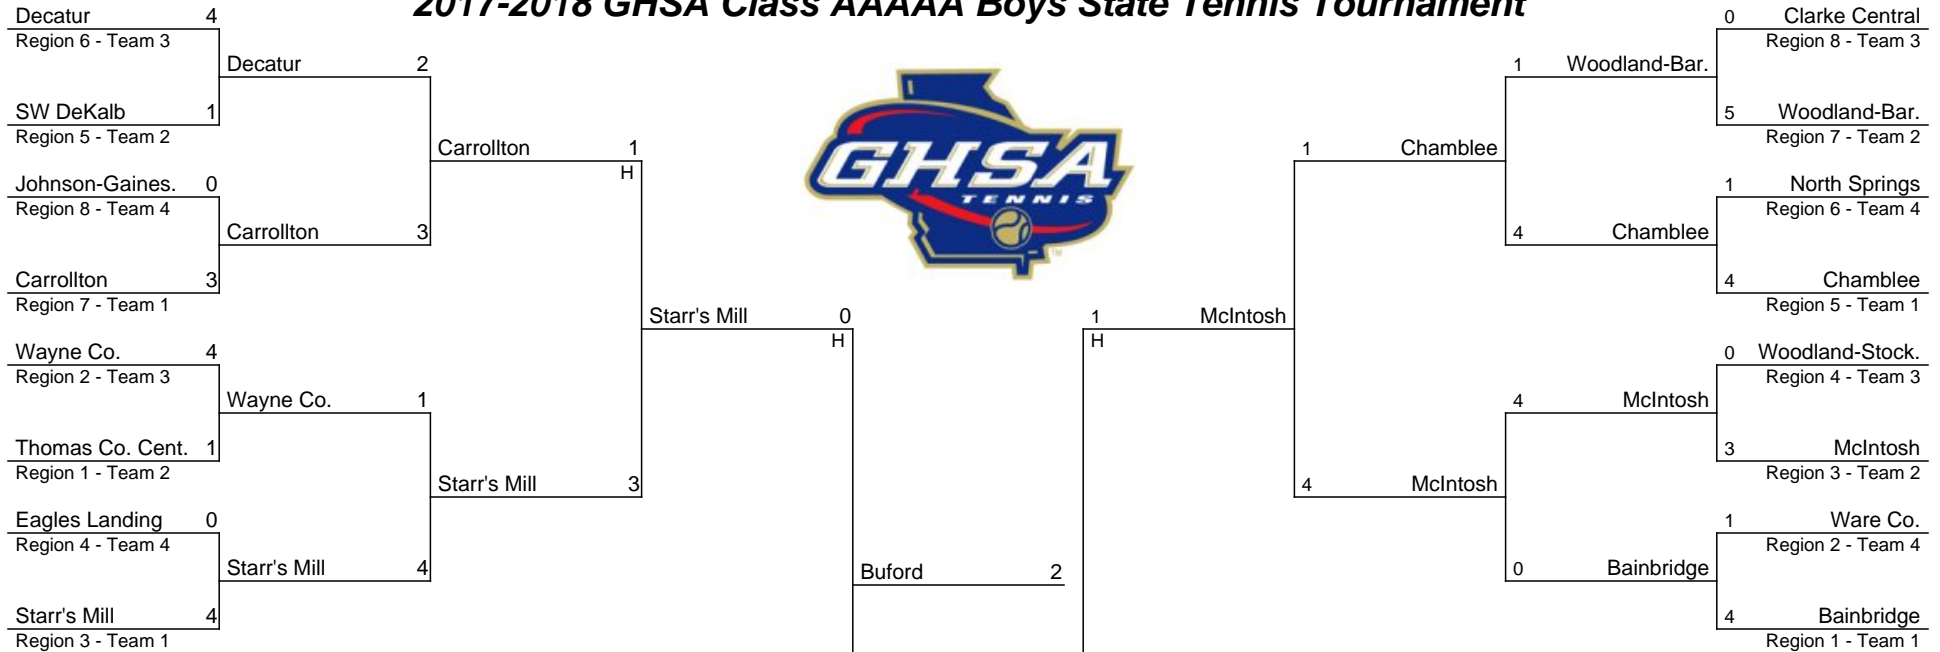 2017-2018 GHSA Class AAAAA Boys State Tennis Tournament
Decatur 4
Region 6 - Team 3
Decatur 2
SW DeKalb 1
Region 5 - Team 2
Carrollton 1
H
Johnson-Gaines. 0
Region 8 - Team 4
Carrollton 3
Carrollton 3
Region 7 - Team 1
Starr's Mill 0
H
Wayne Co. 4
Region 2 - Team 3
Wayne Co. 1
Thomas Co. Cent. 1
Region 1 - Team 2
Starr's Mill 3
Eagles Landing 0
Region 4 - Team 4
Starr's Mill 4
Starr's Mill 4
Region 3 - Team 1
Buford 2
GHSA
TENNIS
TM
0 Clarke Central
Region 8 - Team 3
1 Woodland-Bar.
5 Woodland-Bar.
Region 7 - Team 2
1 Chamblee
1 North Springs
Region 6 - Team 4
4 Chamblee
4 Chamblee
Region 5 - Team 1
1 McIntosh
H
0 Woodland-Stock.
Region 4 - Team 3
4 McIntosh
3 McIntosh
Region 3 - Team 2
4 McIntosh
1 Ware Co.
Region 2 - Team 4
0 Bainbridge
4 Bainbridge
Region 1 - Team 1